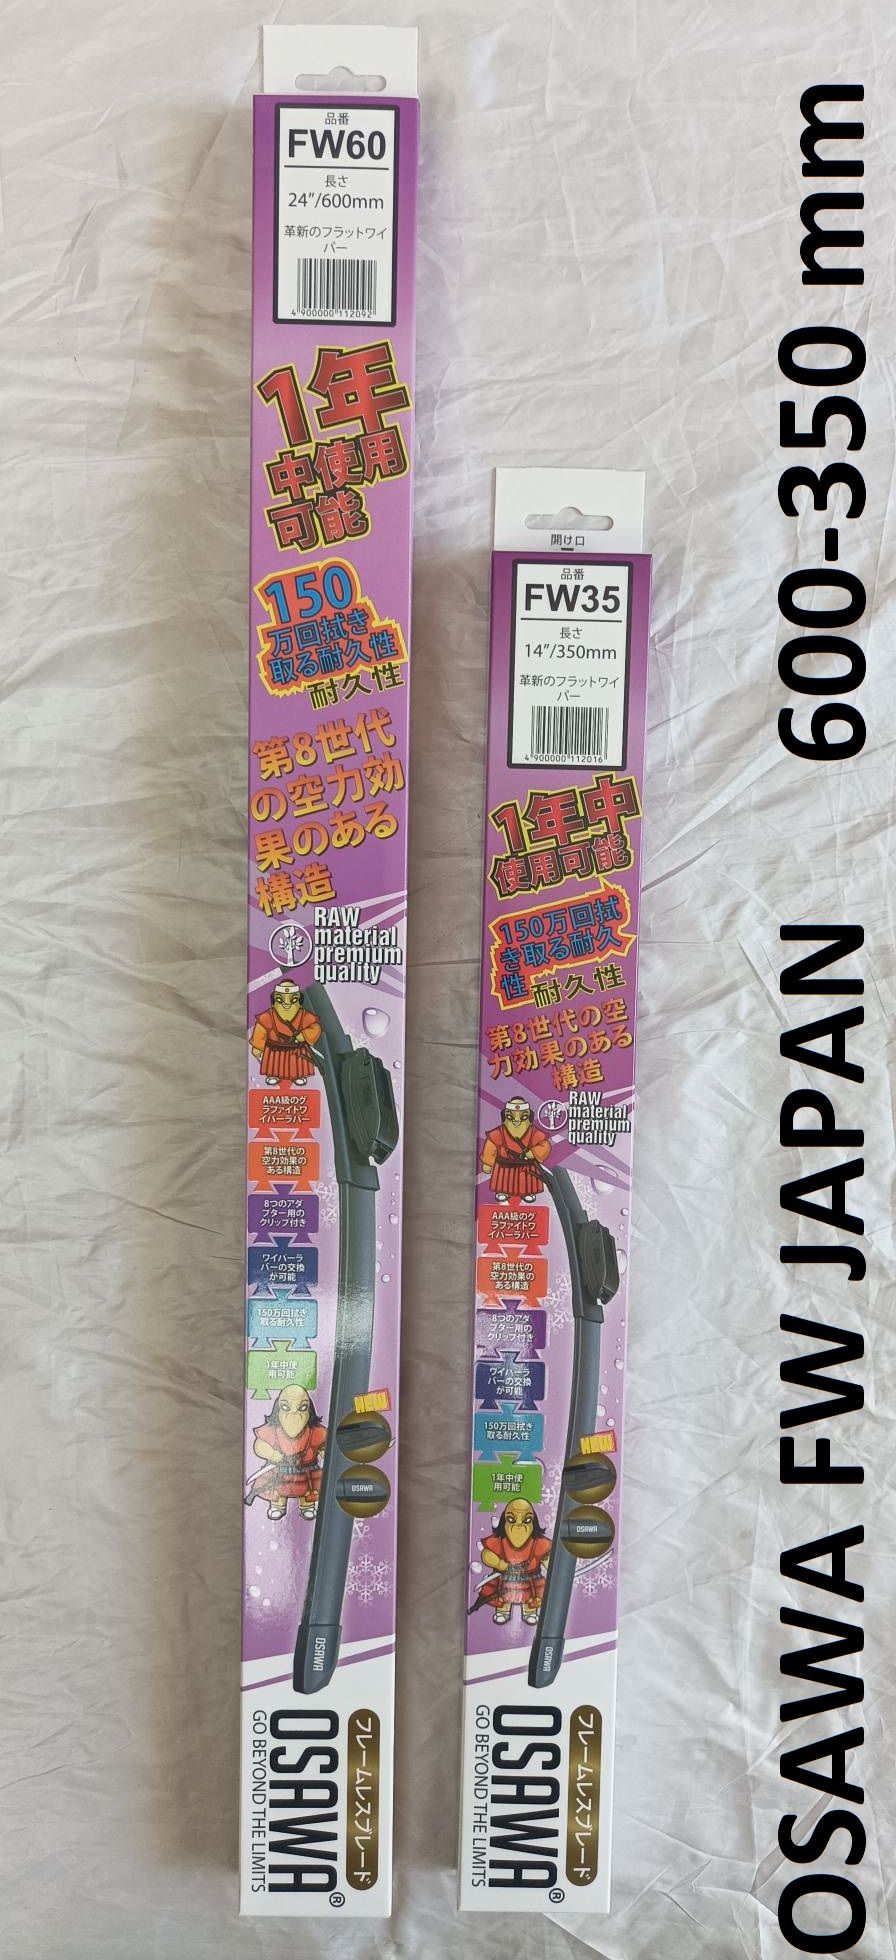 品番
FW60
長さ
24"/600mm
革新のフラットワイ
パー
4 900000 112092
1年
中使用
可能
150
万回拭き
取る耐久性
耐久性
第8世代
の空力効
果のある
構造
RAW
material
premium
quality
AAA級のグ
ラファイトワ
イパーラバー
第8世代の
空力効果の
ある構造
8つのアダ
プター用の
クリップ付き
ワイパーラ
バーの交換
が可能
150万回拭き
取る耐久性
1年中使
用可能
NEW
OSAWA
OSAWA
フレームレスブレード
OSAWA®
GO BEYOND THE LIMITS
開け口
品番
FW35
長さ
14"/350mm
革新のフラットワイ
パー
4 900000 112016
1年中
使用可能
150万回拭
き取る耐久
性 耐久性
第8世代の空
力効果のある
構造
RAW
material
premium
quality
AAA級のグ
ラファイトワ
イパーラバー
第8世代の
空力効果の
ある構造
8つのアダ
プター用の
クリップ付き
ワイパーラ
バーの交換
が可能
150万回拭き
取る耐久性
1年中使
用可能
NEW
OSAWA
OSAWA
フレームレスブレード
OSAWA®
GO BEYOND THE LIMITS
OSAWA FW JAPAN 600-350 mm